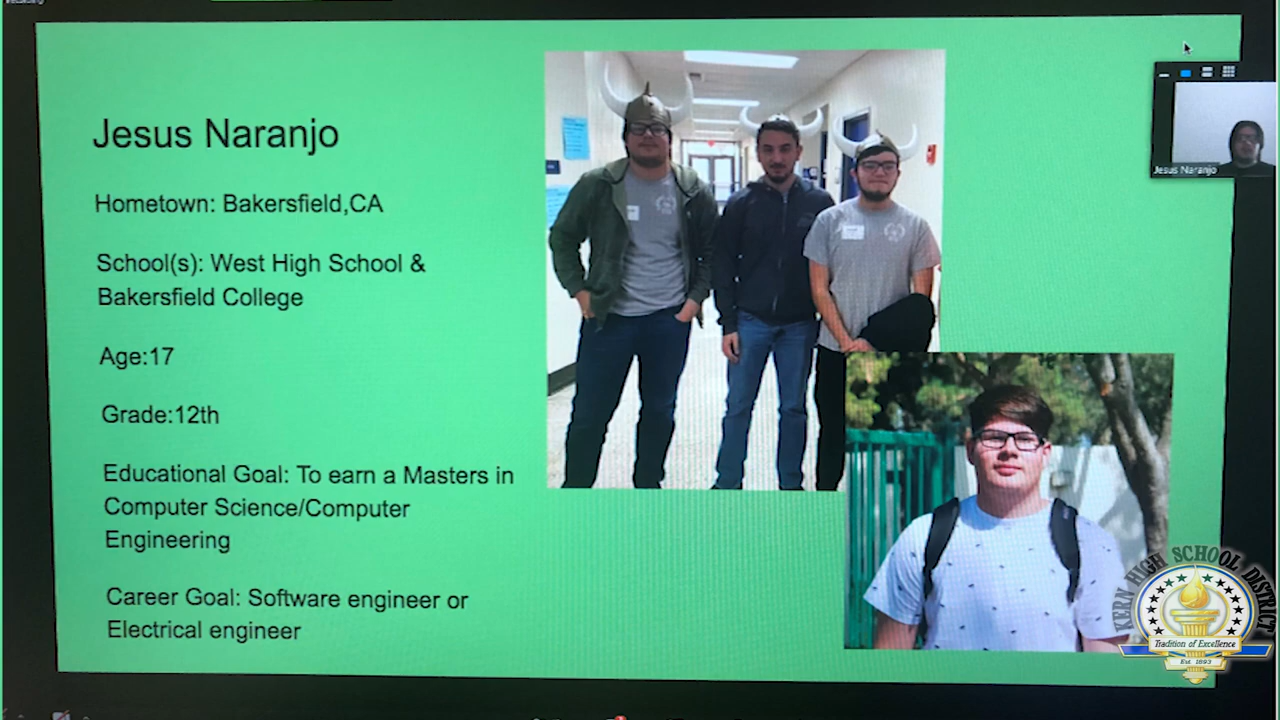 Jesus Naranjo
Hometown: Bakersfield,CA
School(s): West High School &
Bakersfield College
Age:17
Grade:12th
Educational Goal: To earn a Masters in
Computer Science/Computer
Engineering
Career Goal: Software engineer or
Electrical engineer
Jesus Naranjo
KERN HIGH SCHOOL DISTRICT
Tradition of Excellence
Est. 1893